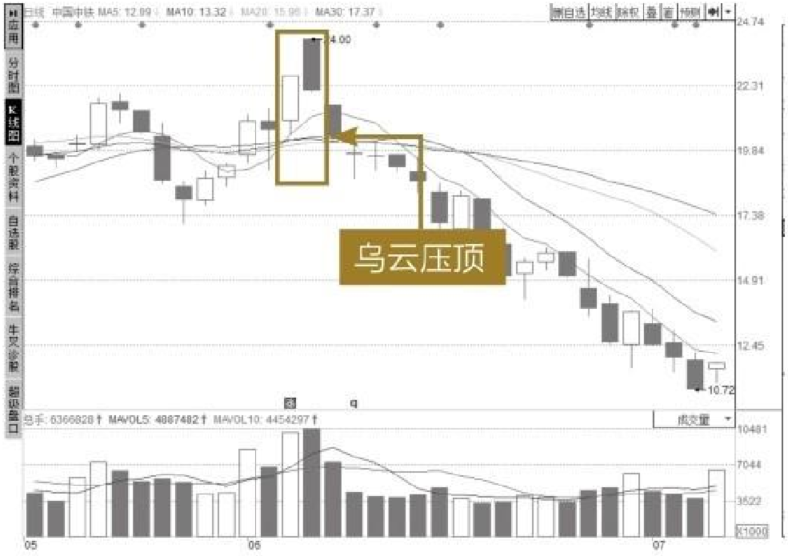 日线 中国中铁 MA5: 12.09↓ MA10: 13.32↓ MA20: 15.96↓ MA30: 17.37↓
删自选 均线 除权 叠 窗 预测
应用
分时图
K线图
个股资料
自选股
综合排名
牛叉诊股
超级盘口
24.00
24.74
22.31
19.84
17.38
14.91
12.45
乌云压顶
10.72
q
总手: 6366828↑ MAVOL5: 4887482↑ MAVOL10: 4454297↑
成交量
10481
7044
3522
X1000
05
06
07